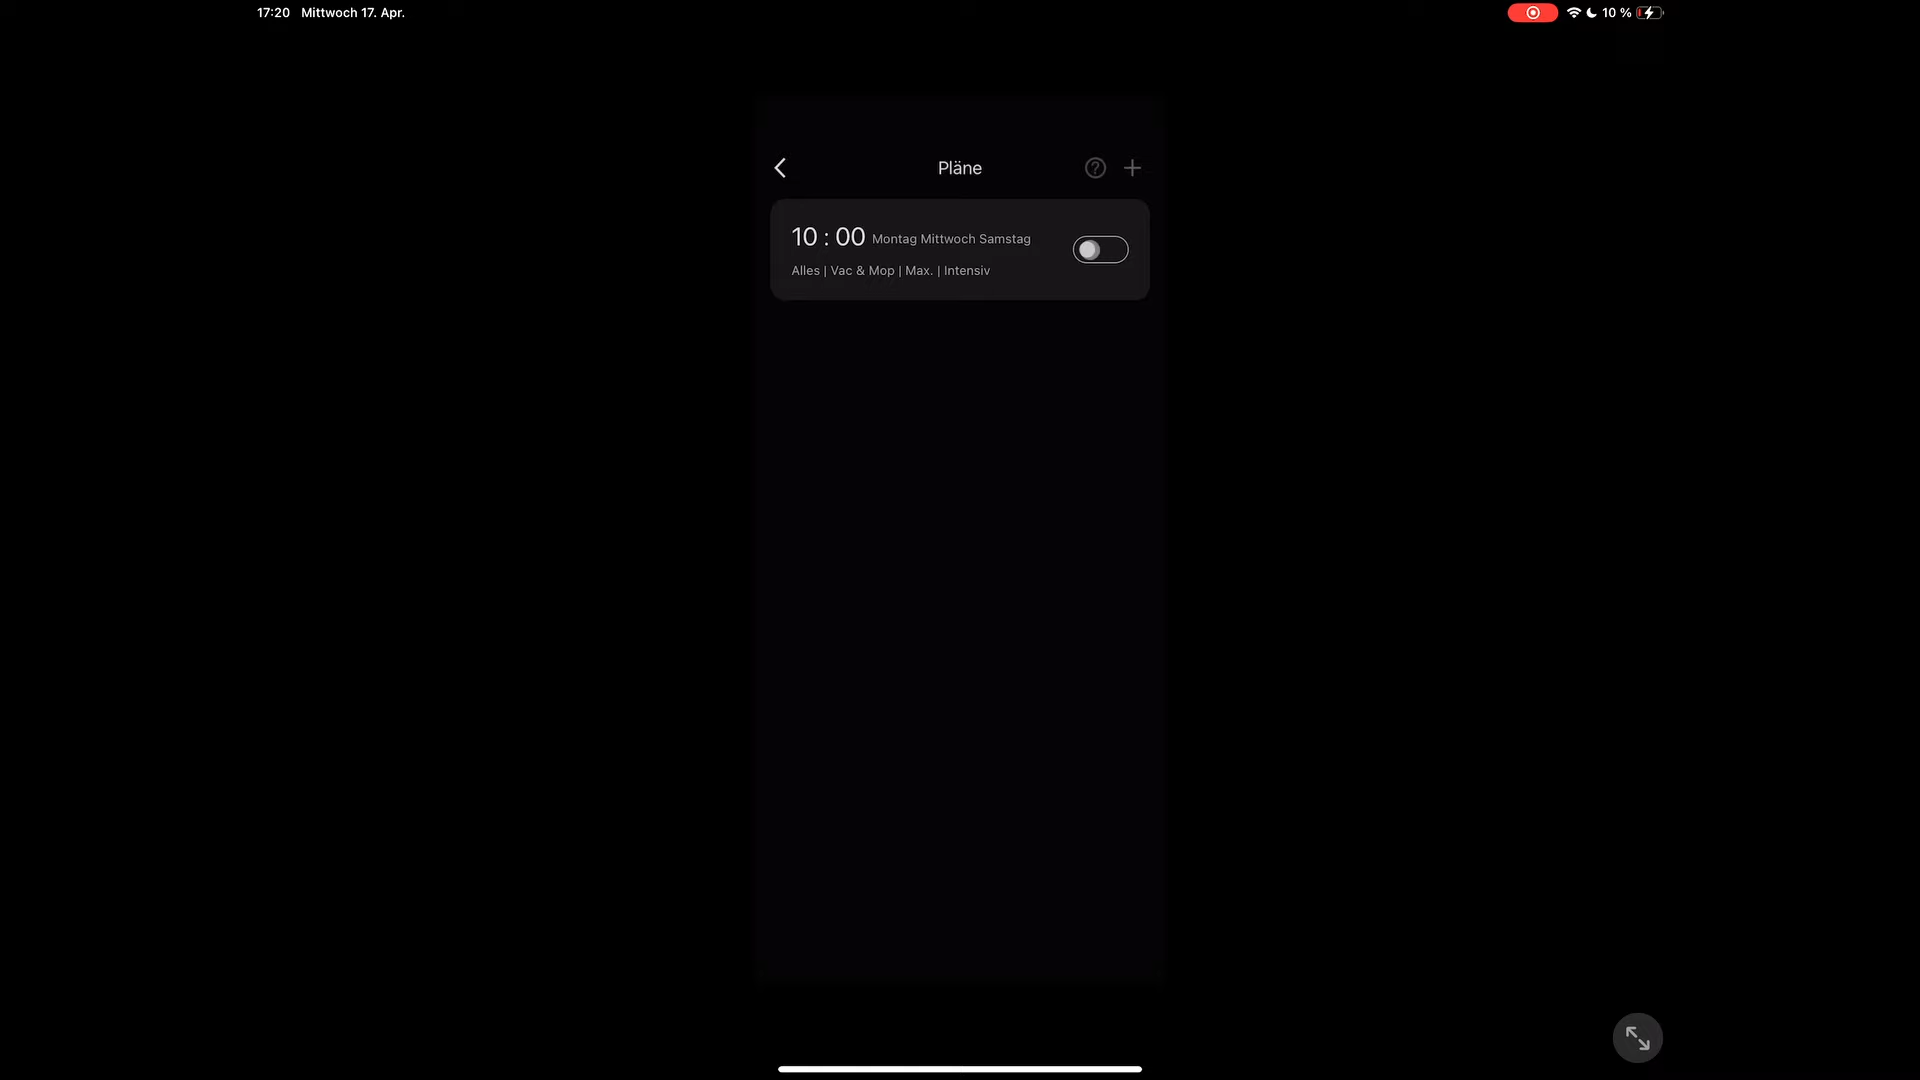 17:20 Mittwoch 17. Apr.
10 %
Pläne
10 : 00 Montag Mittwoch Samstag
Alles | Vac & Mop | Max. | Intensiv